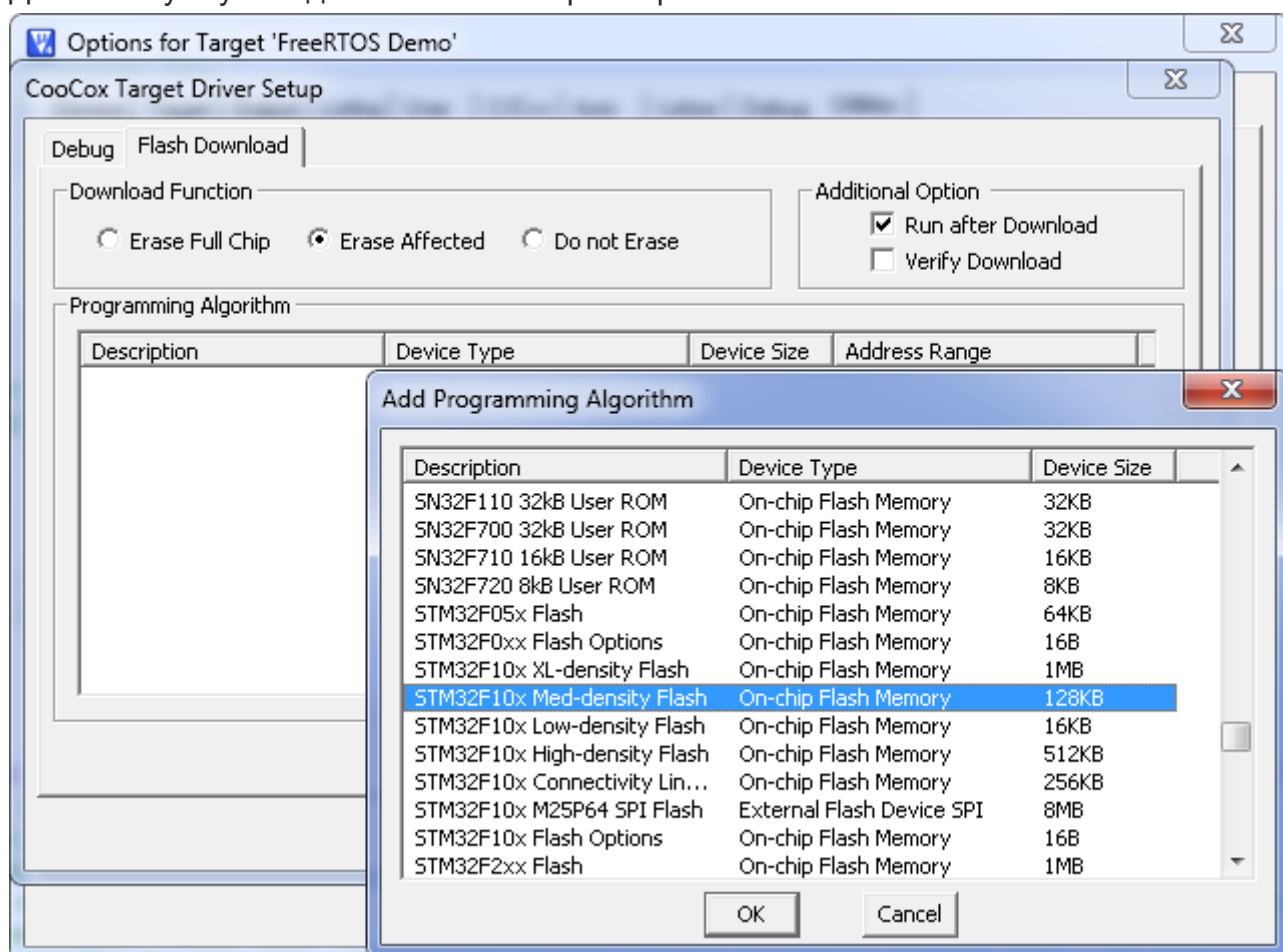 Options for Target 'FreeRTOS Demo'
CooCox Target Driver Setup
Debug Flash Download
Download Function
Erase Full Chip Erase Affected Do not Erase
Additional Option
Run after Download
Verify Download
Programming Algorithm
Description Device Type Device Size Address Range
Add Programming Algorithm
Description Device Type Device Size
SN32F110 32kB User ROM On-chip Flash Memory 32KB
SN32F700 32kB User ROM On-chip Flash Memory 32KB
SN32F710 16kB User ROM On-chip Flash Memory 16KB
SN32F720 8kB User ROM On-chip Flash Memory 8KB
STM32F05x Flash On-chip Flash Memory 64KB
STM32F0xx Flash Options On-chip Flash Memory 16B
STM32F10x XL-density Flash On-chip Flash Memory 1MB
STM32F10x Med-density Flash On-chip Flash Memory 128KB
STM32F10x Low-density Flash On-chip Flash Memory 16KB
STM32F10x High-density Flash On-chip Flash Memory 512KB
STM32F10x Connectivity Lin... On-chip Flash Memory 256KB
STM32F10x M25P64 SPI Flash External Flash Device SPI 8MB
STM32F10x Flash Options On-chip Flash Memory 16B
STM32F2xx Flash On-chip Flash Memory 1MB
OK Cancel